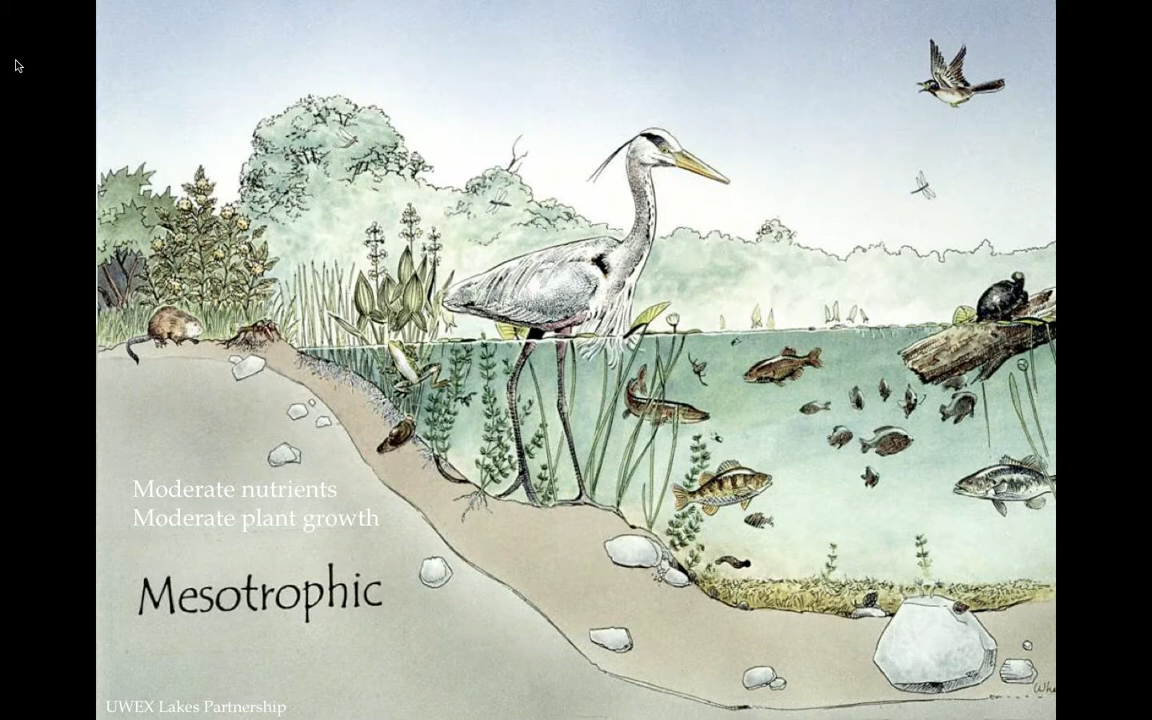 Moderate nutrients
Moderate plant growth
Mesotrophic
UWEX Lakes Partnership